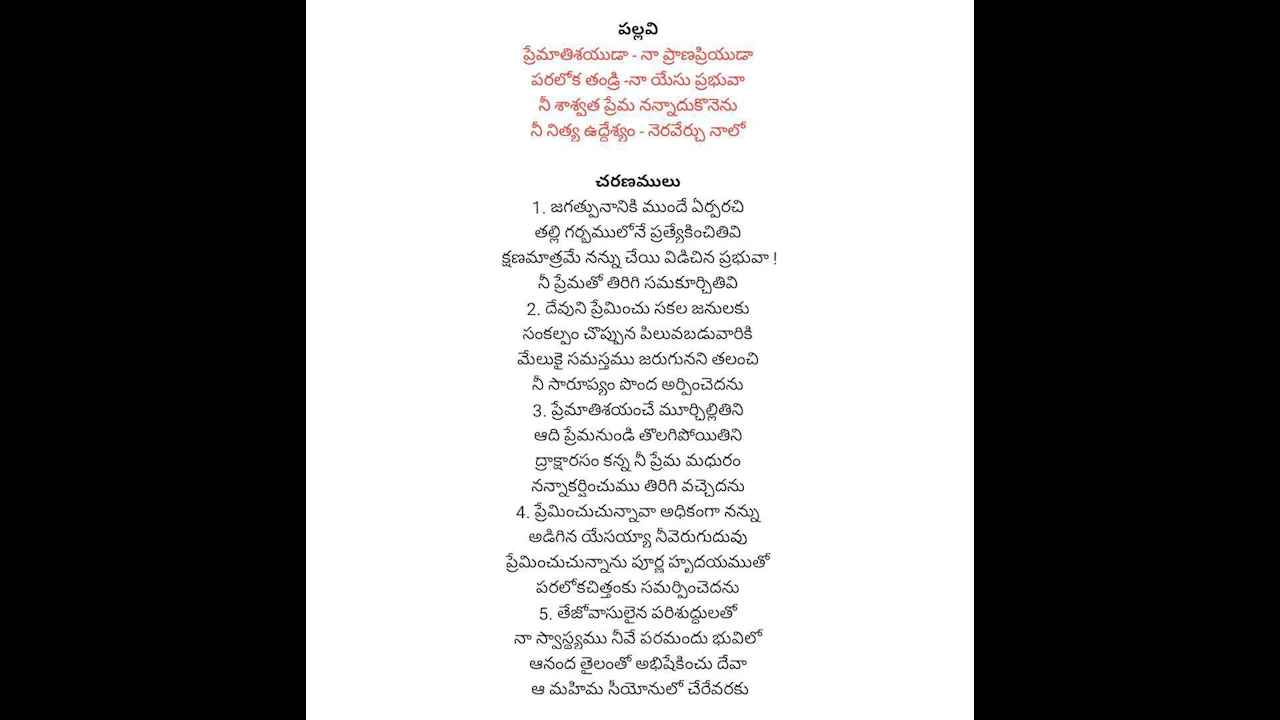 పల్లవి
ప్రేమాతిశయుడా - నా ప్రాణప్రియుడా
పరలోక తండ్రి -నా యేసు ప్రభువా
నీ శాశ్వత ప్రేమ నన్నాదుకొనెను
నీ నిత్య ఉద్దేశ్యం - నెరవేర్చు నాలో
చరణములు
1. జగత్పునానికి ముందే ఏర్పరచి
తల్లి గర్భములోనే ప్రత్యేకించితివి
క్షణమాత్రమే నన్ను చేయి విడిచిన ప్రభువా !
నీ ప్రేమతో తిరిగి సమకూర్చితివి
2. దేవుని ప్రేమించు సకల జనులకు
సంకల్పం చొప్పున పిలువబడువారికి
మేలుకై సమస్తము జరుగునని తలంచి
నీ సారూప్యం పొంద అర్పించెదను
3. ప్రేమాతిశయంచే మూర్చిల్లితిని
ఆది ప్రేమనుండి తొలగిపోయితిని
ద్రాక్షారసం కన్న నీ ప్రేమ మధురం
నన్నాకర్షించుము తిరిగి వచ్చెదను
4. ప్రేమించుచున్నావా అధికంగా నన్ను
అడిగిన యేసయ్యా నీవెరుగుదువు
ప్రేమించుచున్నాను పూర్ణ హృదయముతో
పరలోకచిత్తంకు సమర్పించెదను
5. తేజోవాసులైన పరిశుద్ధులతో
నా స్వాస్థ్యము నీవే పరమందు భువిలో
ఆనంద తైలంతో అభిషేకించు దేవా
ఆ మహిమ సీయోనులో చేరేవరకు